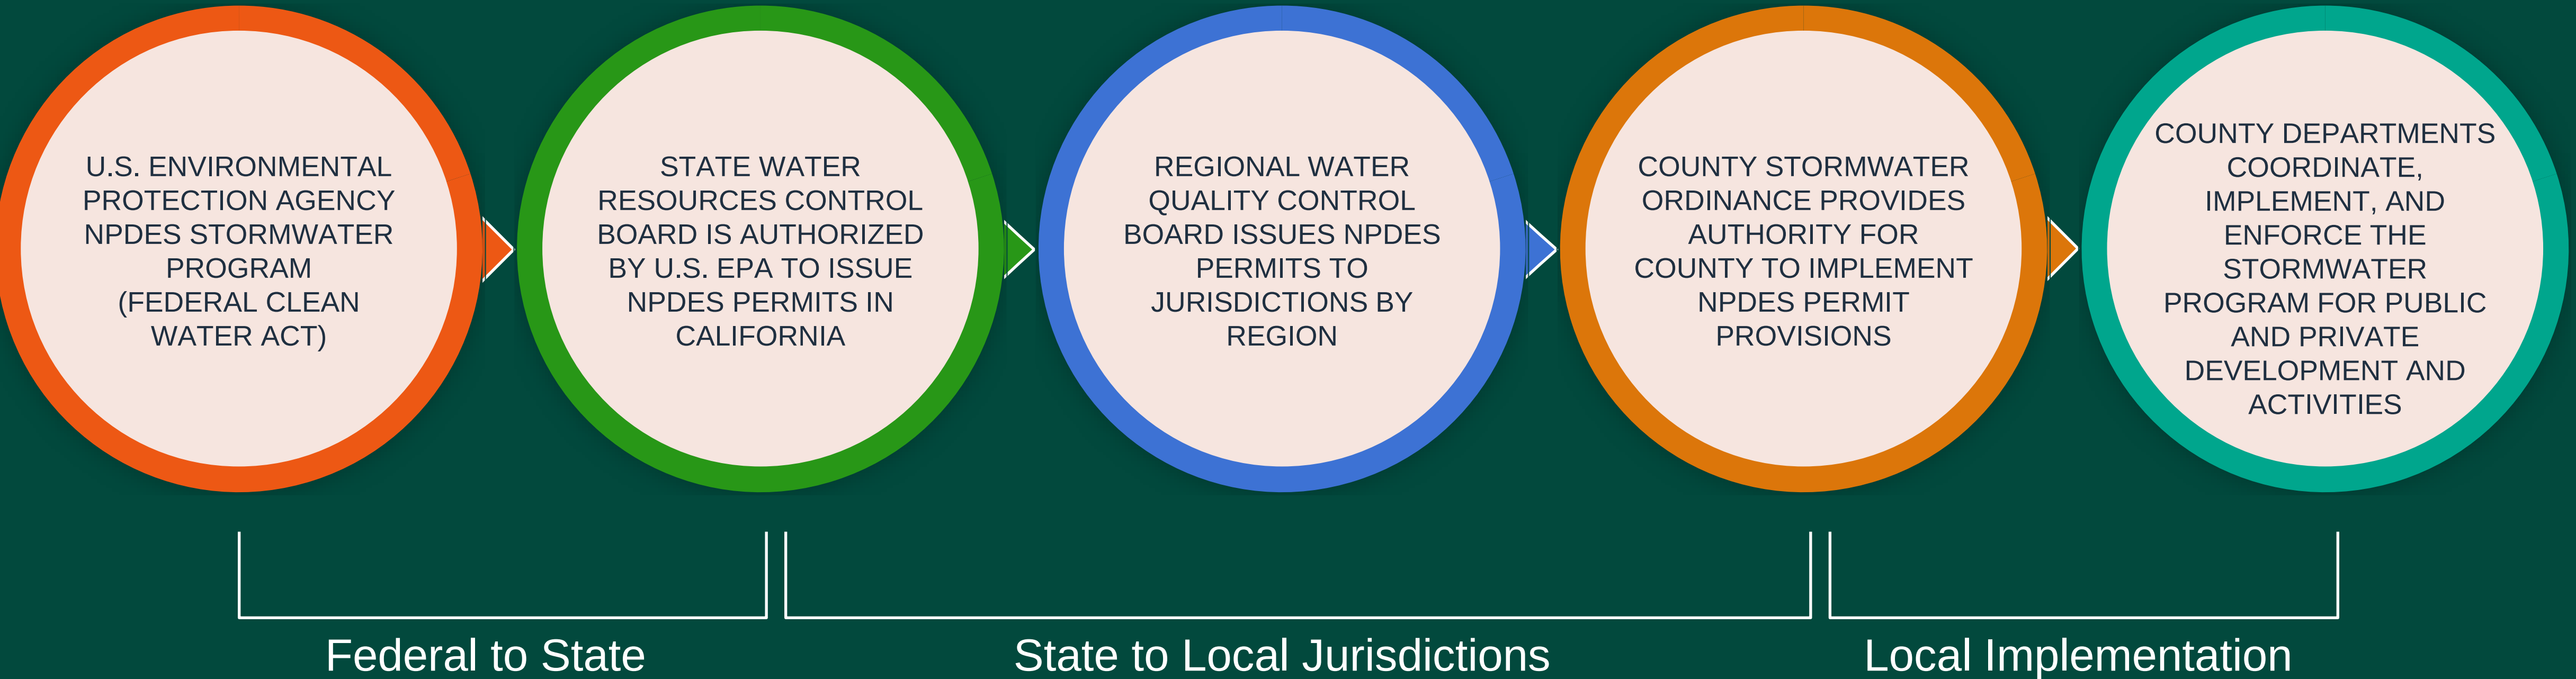 U.S. ENVIRONMENTAL
PROTECTION AGENCY
NPDES STORMWATER
PROGRAM
(FEDERAL CLEAN
WATER ACT)
STATE WATER
RESOURCES CONTROL
BOARD IS AUTHORIZED
BY U.S. EPA TO ISSUE
NPDES PERMITS IN
CALIFORNIA
REGIONAL WATER
QUALITY CONTROL
BOARD ISSUES NPDES
PERMITS TO
JURISDICTIONS BY
REGION
COUNTY STORMWATER
ORDINANCE PROVIDES
AUTHORITY FOR
COUNTY TO IMPLEMENT
NPDES PERMIT
PROVISIONS
COUNTY DEPARTMENTS
COORDINATE,
IMPLEMENT, AND
ENFORCE THE
STORMWATER
PROGRAM FOR PUBLIC
AND PRIVATE
DEVELOPMENT AND
ACTIVITIES
Federal to State
State to Local Jurisdictions
Local Implementation